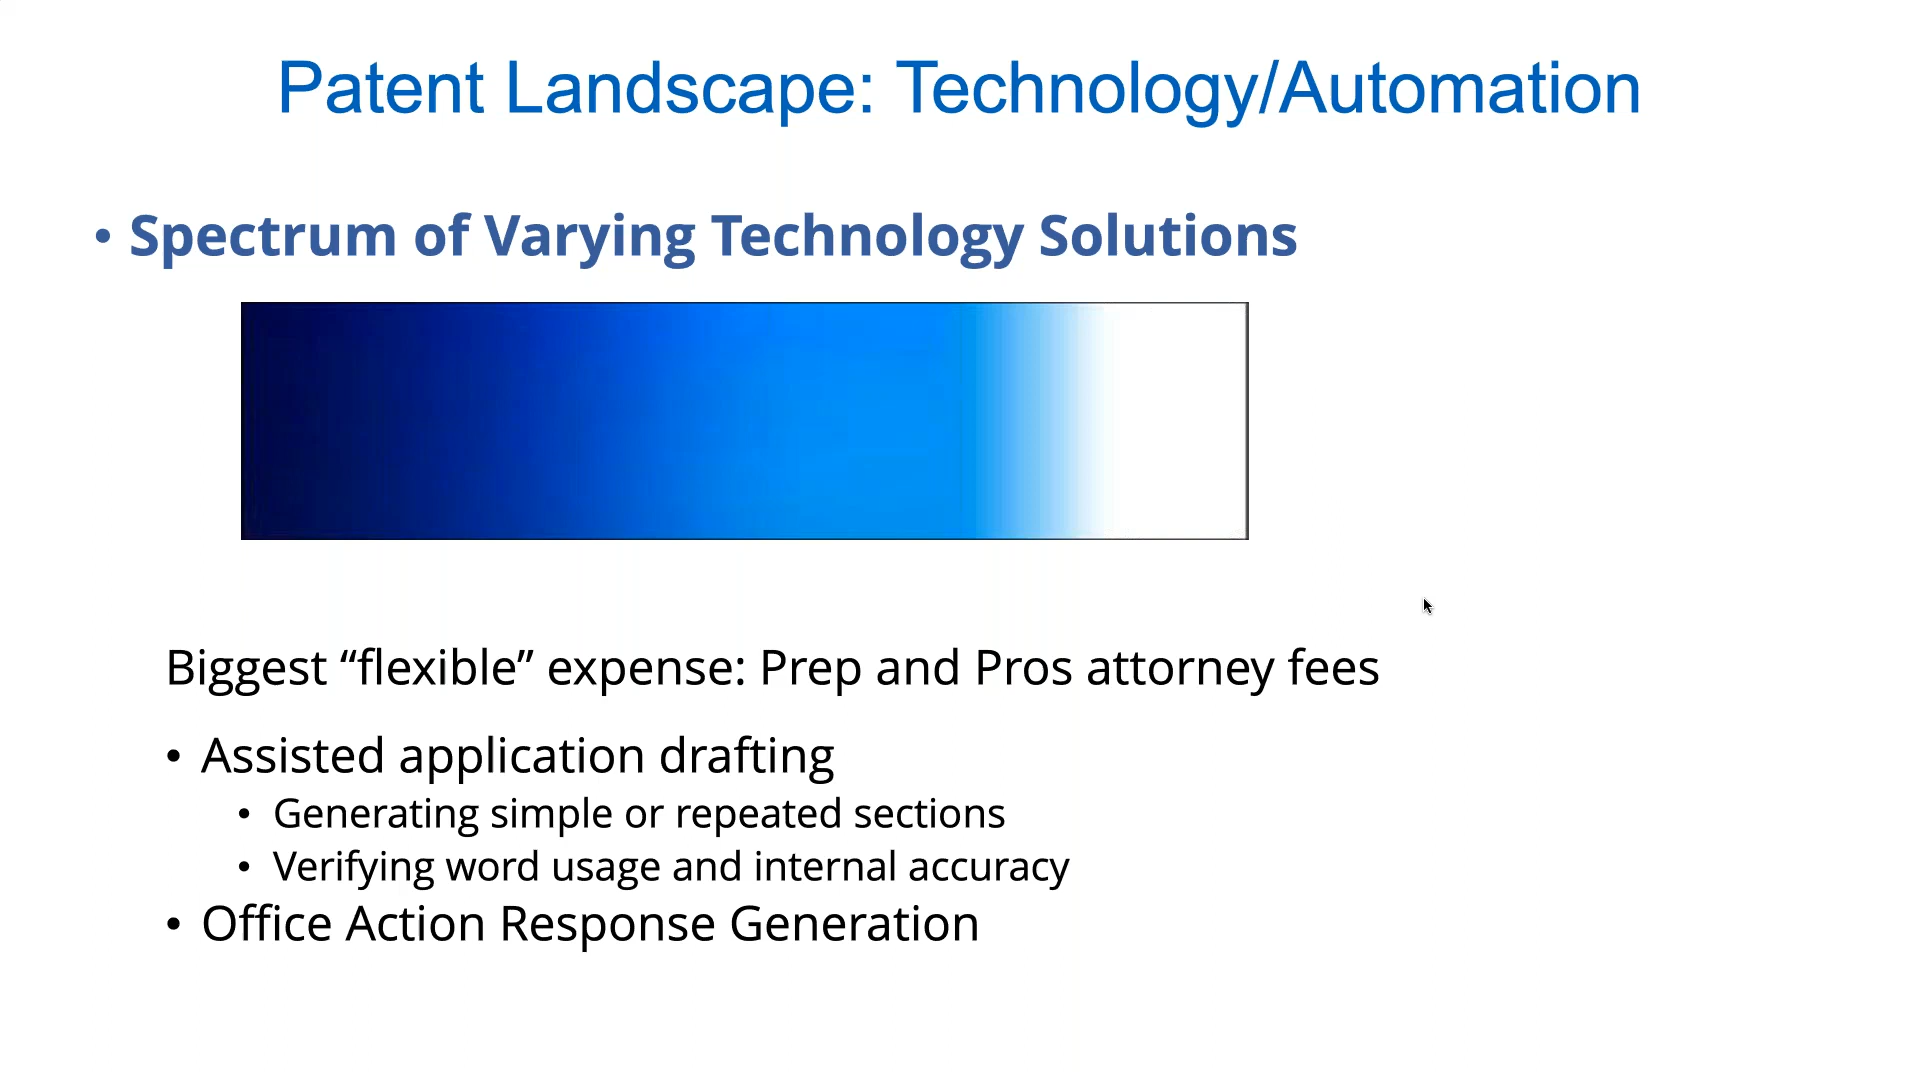 Patent Landscape: Technology/Automation
• Spectrum of Varying Technology Solutions
Biggest “flexible” expense: Prep and Pros attorney fees
• Assisted application drafting
• Generating simple or repeated sections
• Verifying word usage and internal accuracy
• Office Action Response Generation